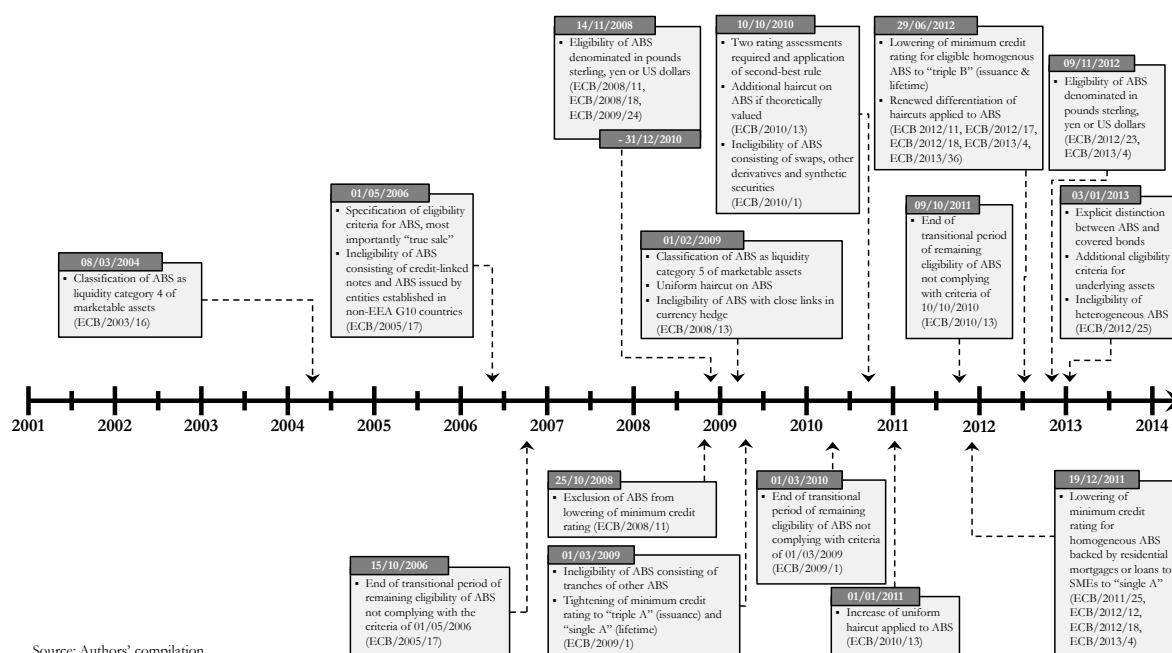 14/11/2008
Eligibility of ABS
denominated in pounds
sterling, yen or US dollars
(ECB/2008/11,
ECB/2008/18,
ECB/2009/24)
- 31/12/2010
10/10/2010
Two rating assessments
required and application
of second-best rule
Additional haircut on
ABS if theoretically
valued
(ECB/2010/13)
Ineligibility of ABS
consisting of swaps, other
derivatives and synthetic
securities
(ECB/2010/1)
29/06/2012
Lowering of minimum credit
rating for eligible homogenous
ABS to “triple B” (issuance &
lifetime)
Renewed differentiation of
haircuts applied to ABS
(ECB 2012/11, ECB/2012/17,
ECB/2012/18, ECB/2013/4,
ECB/2013/36)
09/11/2012
Eligibility of ABS
denominated in
pounds sterling,
yen or US dollars
(ECB/2012/23,
ECB/2013/4)
01/05/2006
Specification of eligibility
criteria for ABS, most
importantly “true sale”
Ineligibility of ABS
consisting of credit-linked
notes and ABS issued by
entities established in
non-EEA G10 countries
(ECB/2005/17)
08/03/2004
Classification of ABS as
liquidity category 4 of
marketable assets
(ECB/2003/16)
01/02/2009
Classification of ABS as liquidity
category 5 of marketable assets
Uniform haircut on ABS
Ineligibility of ABS with close links in
currency hedge
(ECB/2008/13)
09/10/2011
End of
transitional period
of remaining
eligibility of ABS
not complying
with criteria of
10/10/2010
(ECB/2010/13)
03/01/2013
Explicit distinction
between ABS and
covered bonds
Additional eligibility
criteria for
underlying assets
Ineligibility of
heterogeneous ABS
(ECB/2012/25)
2001 2002 2003 2004 2005 2006 2007 2008 2009 2010 2011 2012 2013 2014
15/10/2006
End of transitional period of
remaining eligibility of ABS
not complying with the
criteria of 01/05/2006
(ECB/2005/17)
25/10/2008
Exclusion of ABS from
lowering of minimum credit
rating (ECB/2008/11)
01/03/2009
Ineligibility of ABS consisting of
tranches of other ABS
Tightening of minimum credit
rating to “triple A” (issuance) and
“single A” (lifetime)
(ECB/2009/1)
01/03/2010
End of transitional
period of remaining
eligibility of ABS not
complying with criteria
of 01/03/2009
(ECB/2009/1)
01/01/2011
Increase of uniform
haircut applied to ABS
(ECB/2010/13)
19/12/2011
Lowering of
minimum credit
rating for
homogeneous ABS
backed by residential
mortgages or loans to
SMEs to “single A”
(ECB/2011/25,
ECB/2012/12,
ECB/2012/18,
ECB/2013/4)
Source: Authors’ compilation